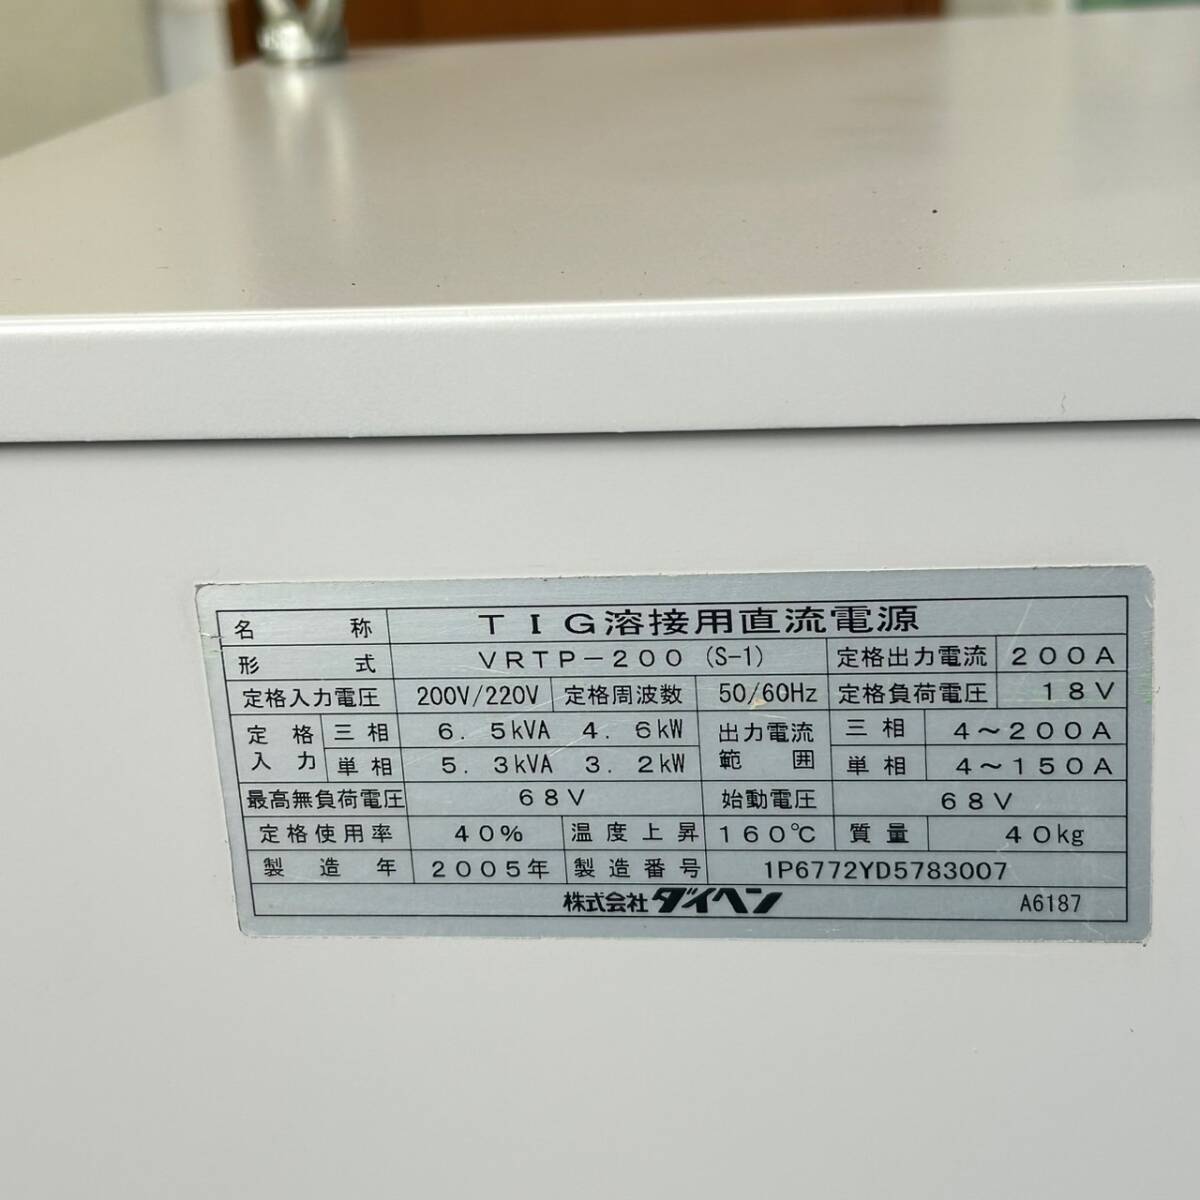 名称 TIG溶接用直流電源
形式 VRTP-200 (S-1) 定格出力電流 200A
定格入力電圧 200V/220V 定格周波数 50/60Hz 定格負荷電圧 18V
定格入力 三相 6.5kVA 4.6kW 出力電流範囲 三相 4～200A
単相 5.3kVA 3.2kW 単相 4～150A
最高無負荷電圧 68V 始動電圧 68V
定格使用率 40% 温度上昇 160℃ 質量 40kg
製造年 2005年 製造番号 1P6772YD5783007
株式会社ダイヘン A6187